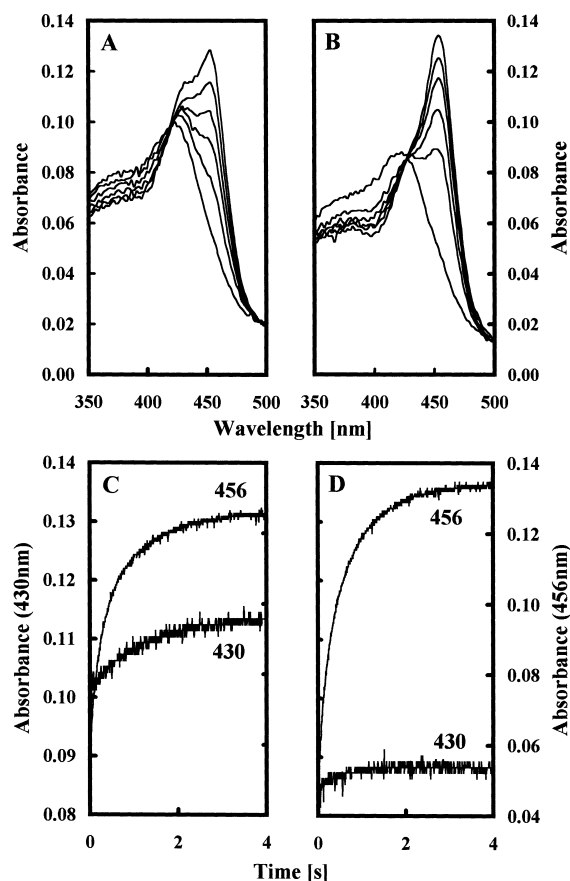 0.14 A B 0.14
0.12 0.12
0.10 0.10
0.08 0.08
0.06 0.06
0.04 0.04
0.02 0.02
0.00 0.00
Absorbance
Absorbance
350 400 450 500 350 400 450 500
Wavelength [nm]
0.14 C D 0.14
456 456
0.13 0.12
0.12
0.10
0.11
430 0.08
0.10
430
0.09 0.06
0.08 0.04
Absorbance (430nm)
Absorbance (456nm)
0 2 4 0 2 4
Time [s]